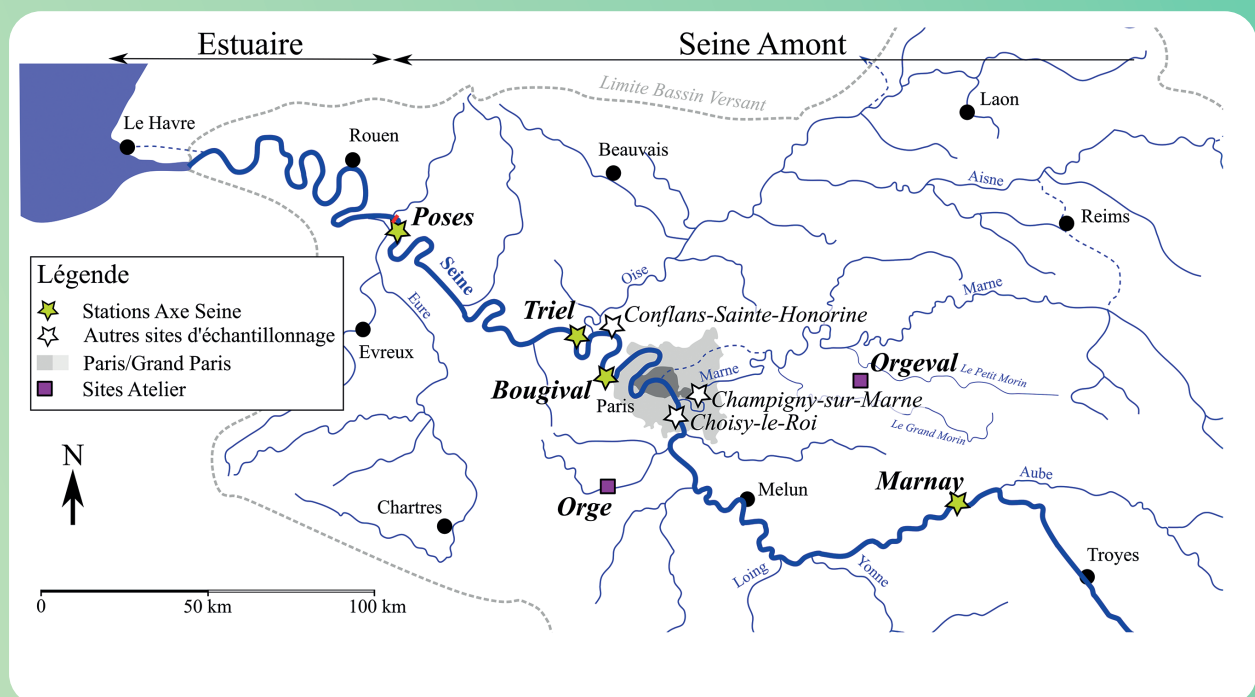 Estuaire
Seine Amont
Limite Bassin Versant
Laon
Le Havre
Rouen
Beauvais
Aisne
Reims
Poses
Seine
Oise
Marne
Eure
Légende
Stations Axe Seine
Autres sites d'échantillonnage
Paris/Grand Paris
Sites Atelier
Triel
Conflans-Sainte-Honorine
Evreux
Orgeval
Le Petit Morin
Marne
Bougival
Paris
Champigny-sur-Marne
Choisy-le-Roi
Le Grand Morin
N
Marnay
Aube
Melun
Orge
Chartres
Troyes
Loing
Yonne
0
50 km
100 km